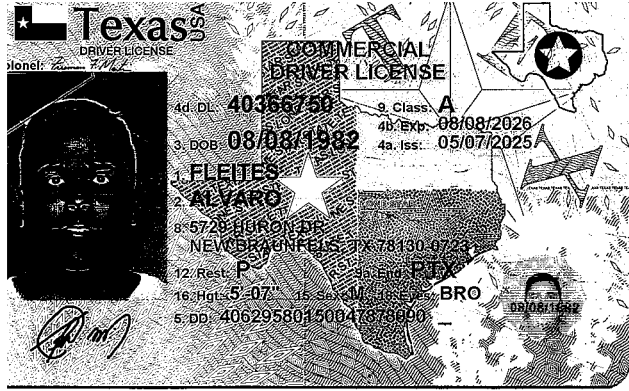 Texas USA
DRIVER LICENSE
COMMERCIAL
DRIVER LICENSE
olonel:
4d. DL: 40366750
9. Class: A
4b. Exp: 08/08/2026
3. DOB 08/08/1982
4a. Iss: 05/07/2025
1. FLEITES
2. ALVARO
8. 5729 HURON DR
NEW BRAUNFELS, TX 78130-0723
12. Rest: P
9a. End: PTX
16. Hgt: 5'-07"
15. Sex: M
18. Eyes: BRO
5. DD:
08/08/1982